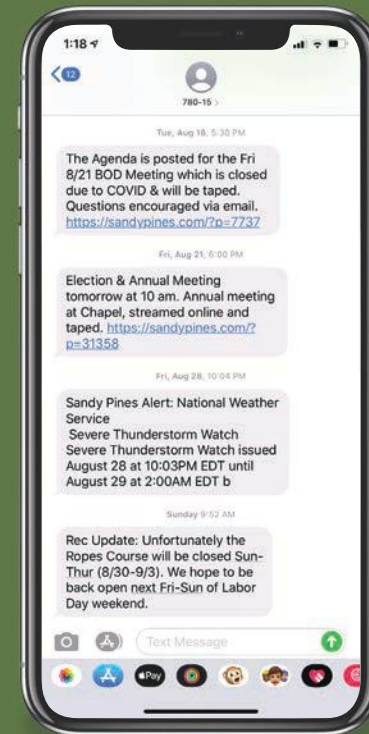 1:18
12
780-15 >
Tue, Aug 18, 5:30 PM
The Agenda is posted for the Fri
8/21 BOD Meeting which is closed
due to COVID & will be taped.
Questions encouraged via email.
https://sandypines.com/?p=7737
Fri, Aug 21, 6:00 PM
Election & Annual Meeting
tomorrow at 10 am. Annual meeting
at Chapel, streamed online and
taped. https://sandypines.com/?
p=31358
Fri, Aug 28, 10:04 PM
Sandy Pines Alert: National Weather
Service
Severe Thunderstorm Watch
Severe Thunderstorm Watch issued
August 28 at 10:03PM EDT until
August 29 at 2:00AM EDT b
Sunday 9:52 AM
Rec Update: Unfortunately the
Ropes Course will be closed Sun-
Thur (8/30-9/3). We hope to be
back open next Fri-Sun of Labor
Day weekend.
Text Message
Pay